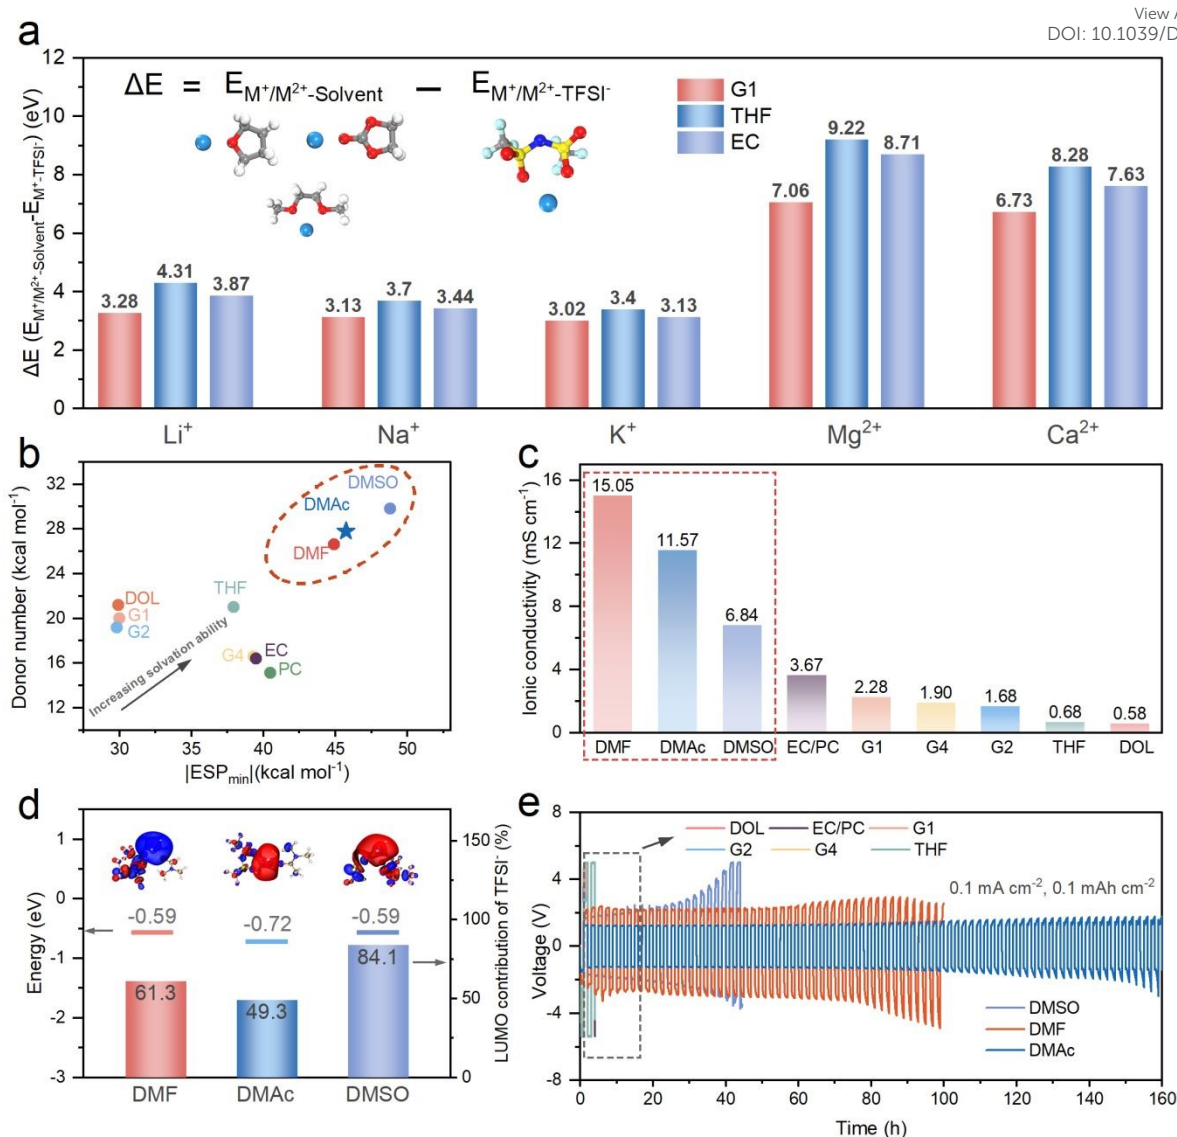 View A
DOI: 10.1039/D
a
ΔE = E M⁺/M²⁺-Solvent — E M⁺/M²⁺-TFSI⁻
G1
THF
EC
ΔE (E M⁺/M²⁺-Solvent-E M⁺-TFSI⁻) (eV)
12
10
8
6
4
2
0
3.28 4.31 3.87
3.13 3.7 3.44
3.02 3.4 3.13
7.06 9.22 8.71
6.73 8.28 7.63
Li⁺ Na⁺ K⁺ Mg²⁺ Ca²⁺
b
Donor number (kcal mol⁻¹)
32
28
24
20
16
12
DMSO
DMAc
DMF
THF
DOL
G1
G2
G4 EC
PC
Increasing solvation ability
30 35 40 45 50
|ESP min|(kcal mol⁻¹)
c
Ionic conductivity (mS cm⁻¹)
16
12
8
4
0
15.05 11.57 6.84 3.67 2.28 1.90 1.68 0.68 0.58
DMF DMAc DMSO EC/PC G1 G4 G2 THF DOL
d
Energy (eV)
1
0
-1
-2
-3
-0.59 -0.72 -0.59
61.3 49.3 84.1
DMF DMAc DMSO
150
100
50
0
LUMO contribution of TFSI⁻ (%)
e
Voltage (V)
8
4
0
-4
-8
DOL EC/PC G1
G2 G4 THF
0.1 mA cm⁻², 0.1 mAh cm⁻²
DMSO
DMF
DMAc
0 20 40 60 80 100 120 140 160
Time (h)